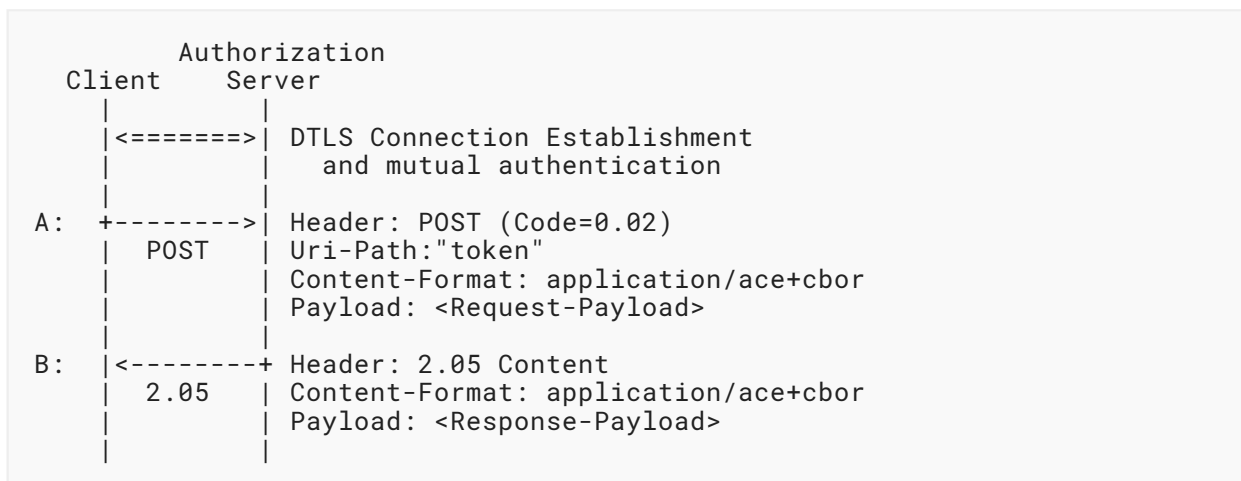 Authorization
  Client    Server
    |         |
    |<=======>| DTLS Connection Establishment
    |         |   and mutual authentication
    |         |
A:  +-------->| Header: POST (Code=0.02)
    |  POST   | Uri-Path:"token"
    |         | Content-Format: application/ace+cbor
    |         | Payload: <Request-Payload>
    |         |
B:  |<--------+ Header: 2.05 Content
    |  2.05   | Content-Format: application/ace+cbor
    |         | Payload: <Response-Payload>
    |         |